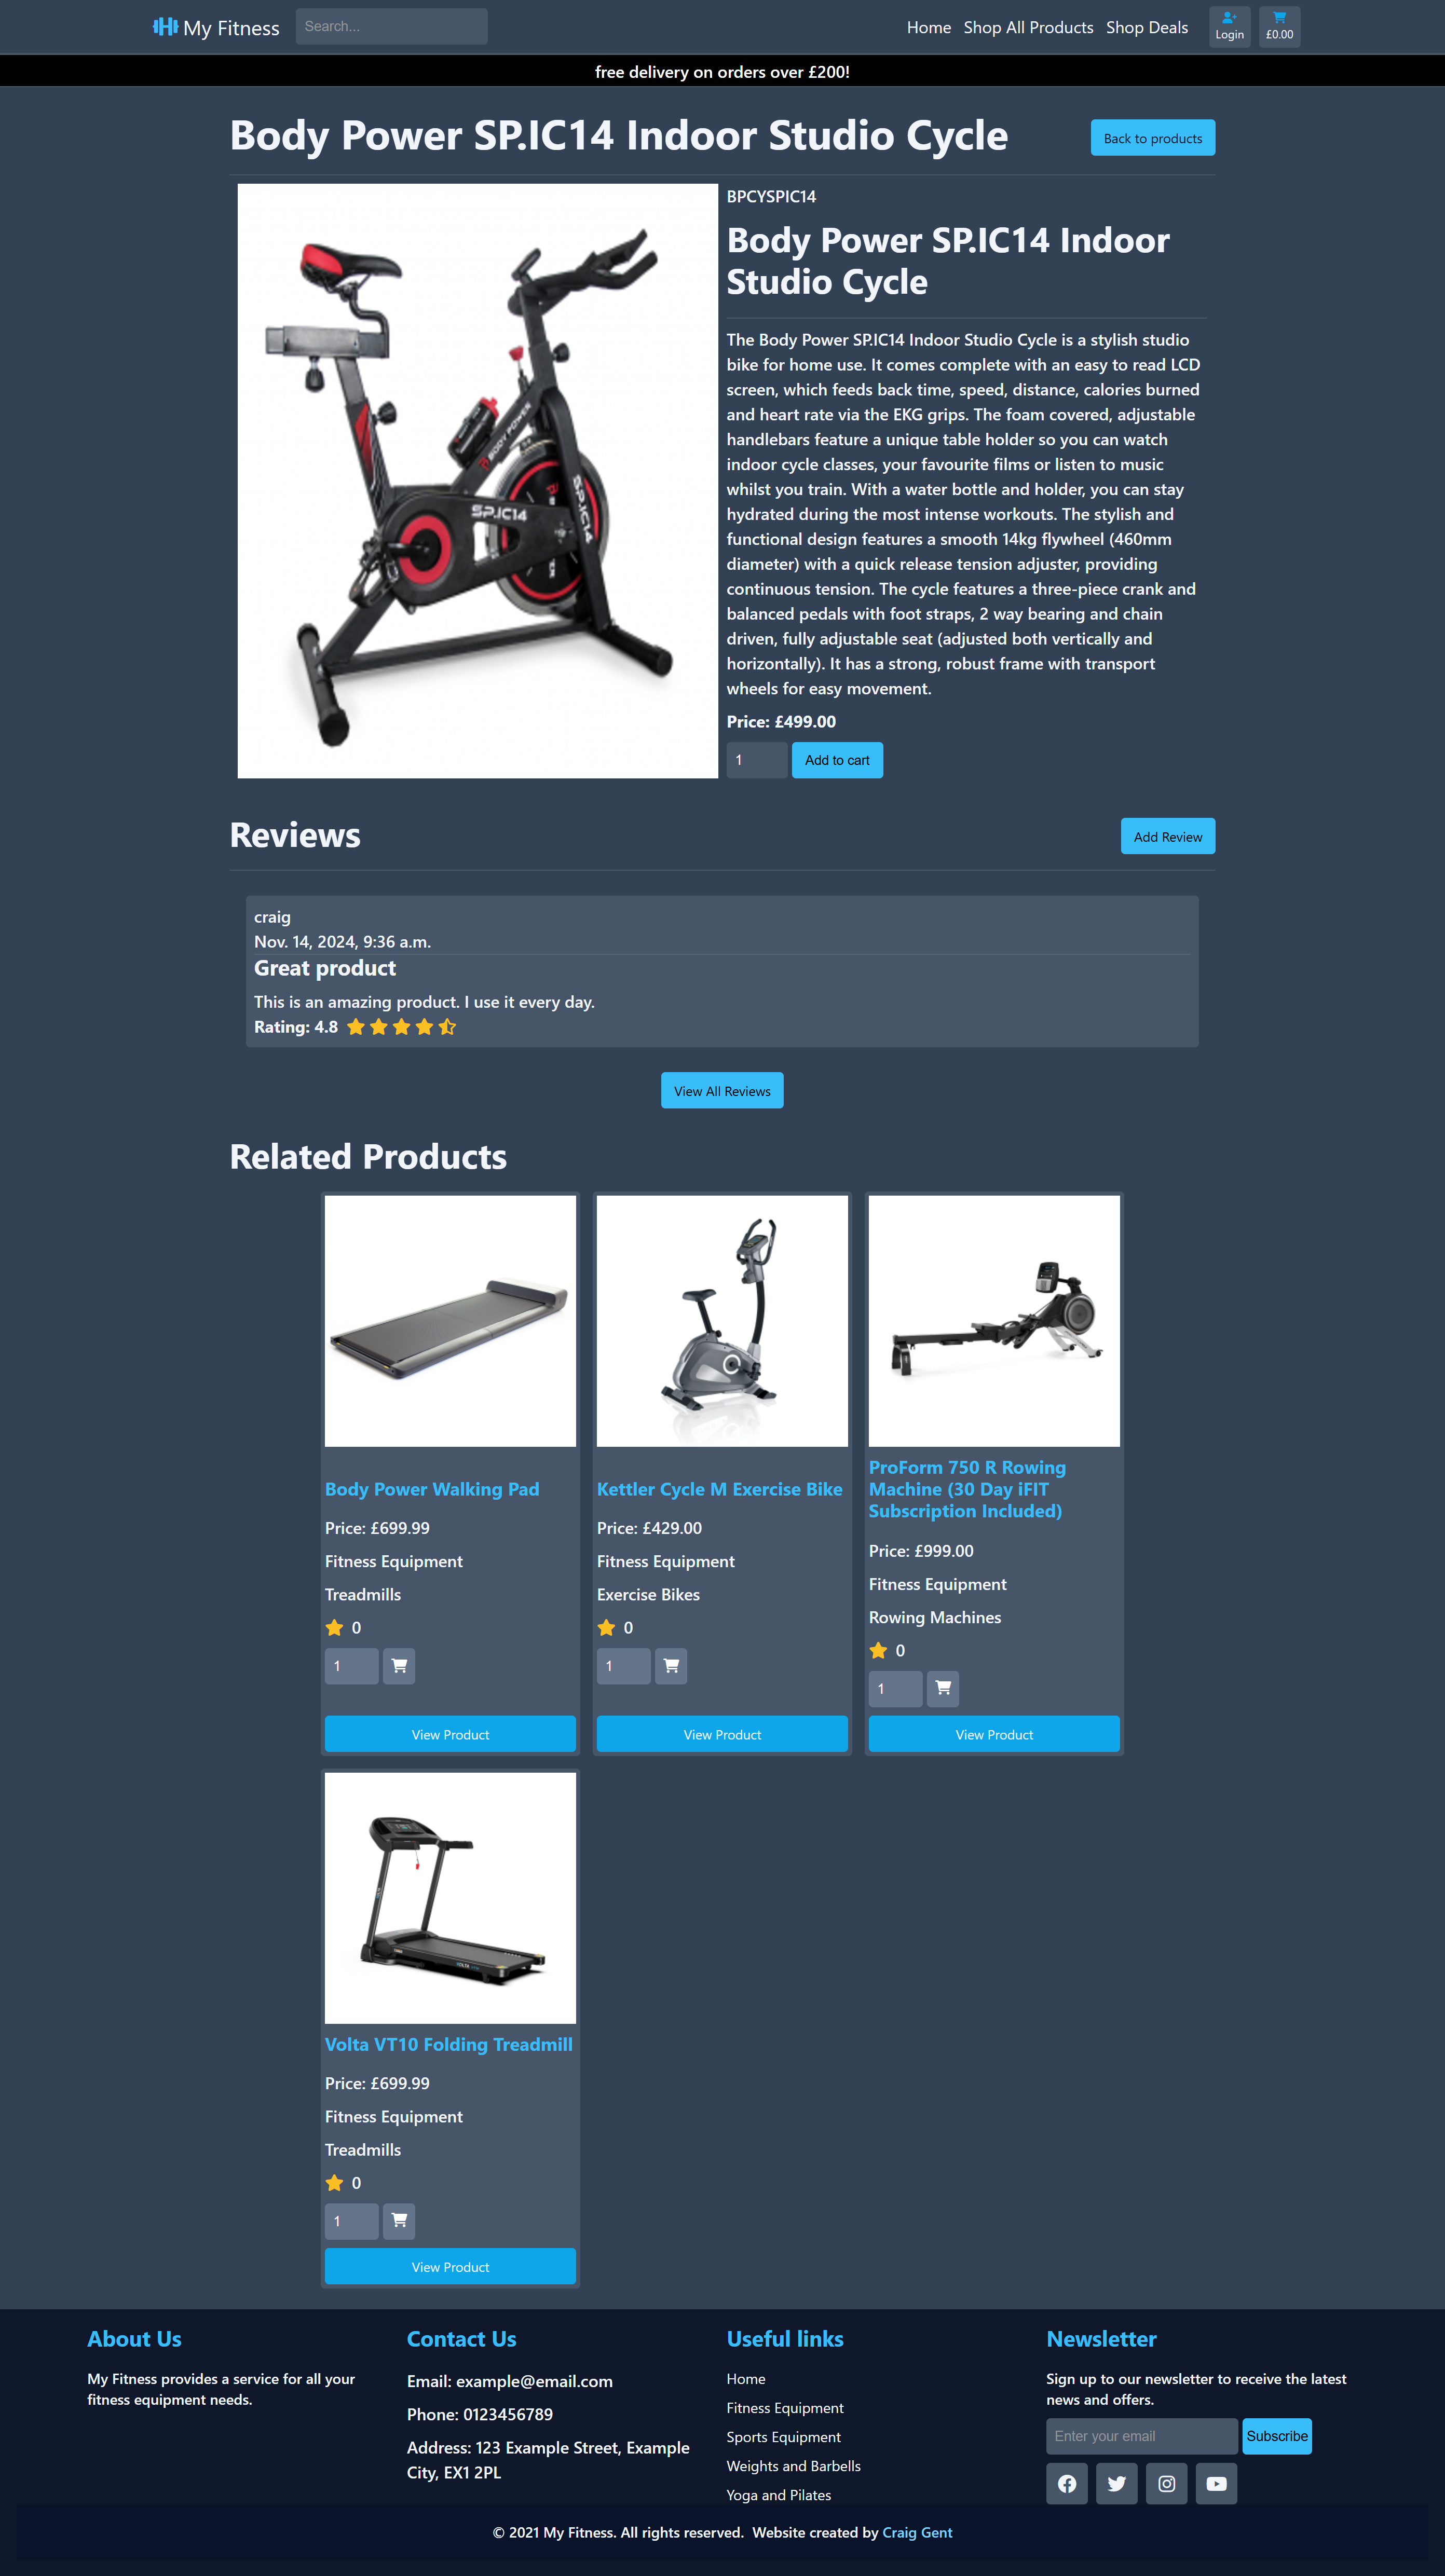 My Fitness
Search...
Home Shop All Products Shop Deals
Login
£0.00
free delivery on orders over £200!
Body Power SP.IC14 Indoor Studio Cycle
Back to products
BODY POWER
SP.IC14
SP.IC14
BPCYSPIC14
Body Power SP.IC14 Indoor
Studio Cycle
The Body Power SP.IC14 Indoor Studio Cycle is a stylish studio
bike for home use. It comes complete with an easy to read LCD
screen, which feeds back time, speed, distance, calories burned
and heart rate via the EKG grips. The foam covered, adjustable
handlebars feature a unique table holder so you can watch
indoor cycle classes, your favourite films or listen to music
whilst you train. With a water bottle and holder, you can stay
hydrated during the most intense workouts. The stylish and
functional design features a smooth 14kg flywheel (460mm
diameter) with a quick release tension adjuster, providing
continuous tension. The cycle features a three-piece crank and
balanced pedals with foot straps, 2 way bearing and chain
driven, fully adjustable seat (adjusted both vertically and
horizontally). It has a strong, robust frame with transport
wheels for easy movement.
Price: £499.00
1
Add to cart
Reviews
Add Review
craig
Nov. 14, 2024, 9:36 a.m.
Great product
This is an amazing product. I use it every day.
Rating: 4.8
View All Reviews
Related Products
Body Power Walking Pad
Price: £699.99
Fitness Equipment
Treadmills
0
1
View Product
Kettler Cycle M Exercise Bike
Price: £429.00
Fitness Equipment
Exercise Bikes
0
1
View Product
ProForm 750 R Rowing
Machine (30 Day iFIT
Subscription Included)
Price: £999.00
Fitness Equipment
Rowing Machines
0
1
View Product
Volta VT10 Folding Treadmill
Price: £699.99
Fitness Equipment
Treadmills
0
1
View Product
About Us
My Fitness provides a service for all your
fitness equipment needs.
Contact Us
Email: example@email.com
Phone: 0123456789
Address: 123 Example Street, Example
City, EX1 2PL
Useful links
Home
Fitness Equipment
Sports Equipment
Weights and Barbells
Yoga and Pilates
Newsletter
Sign up to our newsletter to receive the latest
news and offers.
Enter your email
Subscribe
© 2021 My Fitness. All rights reserved. Website created by Craig Gent